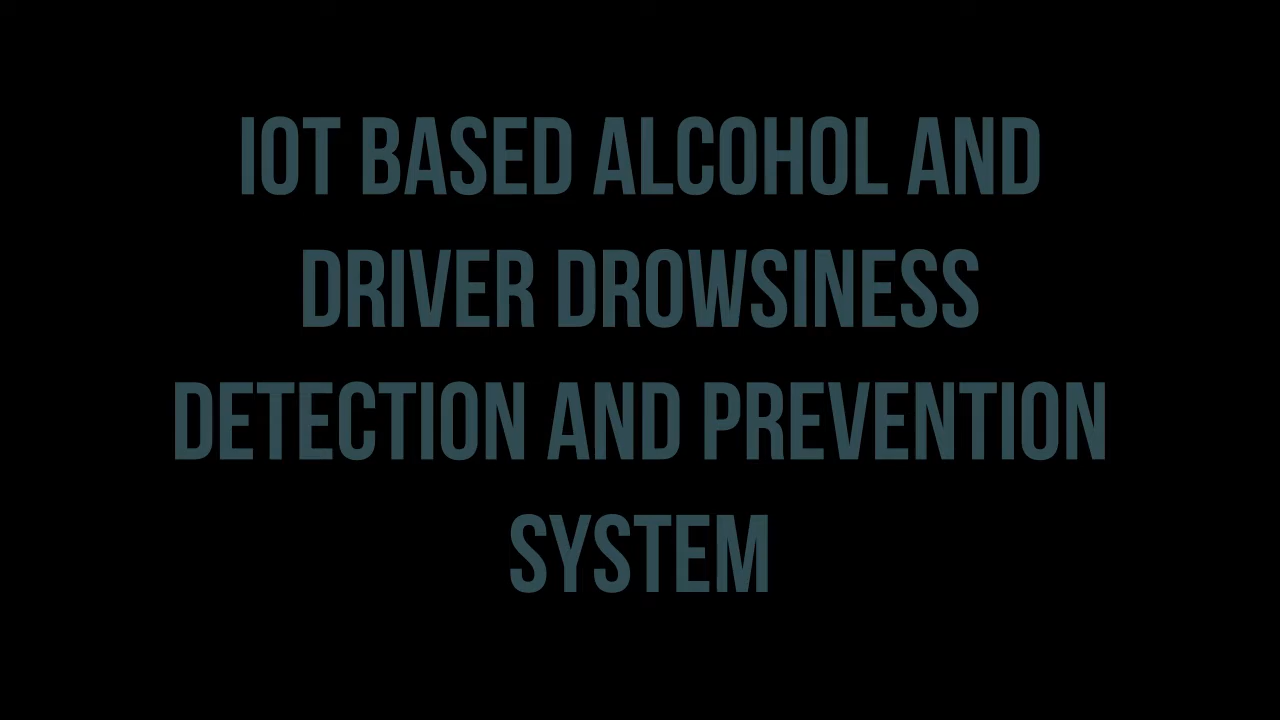 IOT BASED ALCOHOL AND
DRIVER DROWSINESS
DETECTION AND PREVENTION
SYSTEM